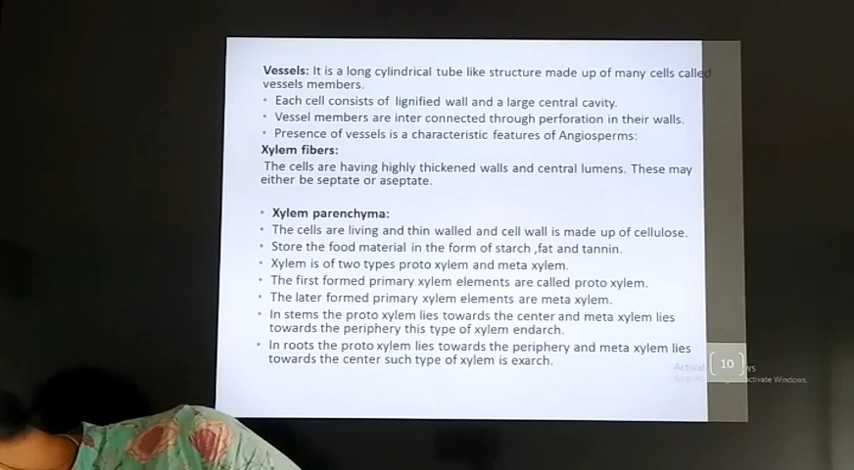 Vessels: It is a long cylindrical tube like structure made up of many cells called
vessels members.
• Each cell consists of lignified wall and a large central cavity.
• Vessel members are inter connected through perforation in their walls.
• Presence of vessels is a characteristic features of Angiosperms:
Xylem fibers:
The cells are having highly thickened walls and central lumens. These may
either be septate or aseptate.
• Xylem parenchyma:
• The cells are living and thin walled and cell wall is made up of cellulose.
• Store the food material in the form of starch ,fat and tannin.
• Xylem is of two types proto xylem and meta xylem.
• The first formed primary xylem elements are called proto xylem.
• The later formed primary xylem elements are meta xylem.
• In stems the proto xylem lies towards the center and meta xylem lies
towards the periphery this type of xylem endarch.
• In roots the proto xylem lies towards the periphery and meta xylem lies
towards the center such type of xylem is exarch.
10
Windows.